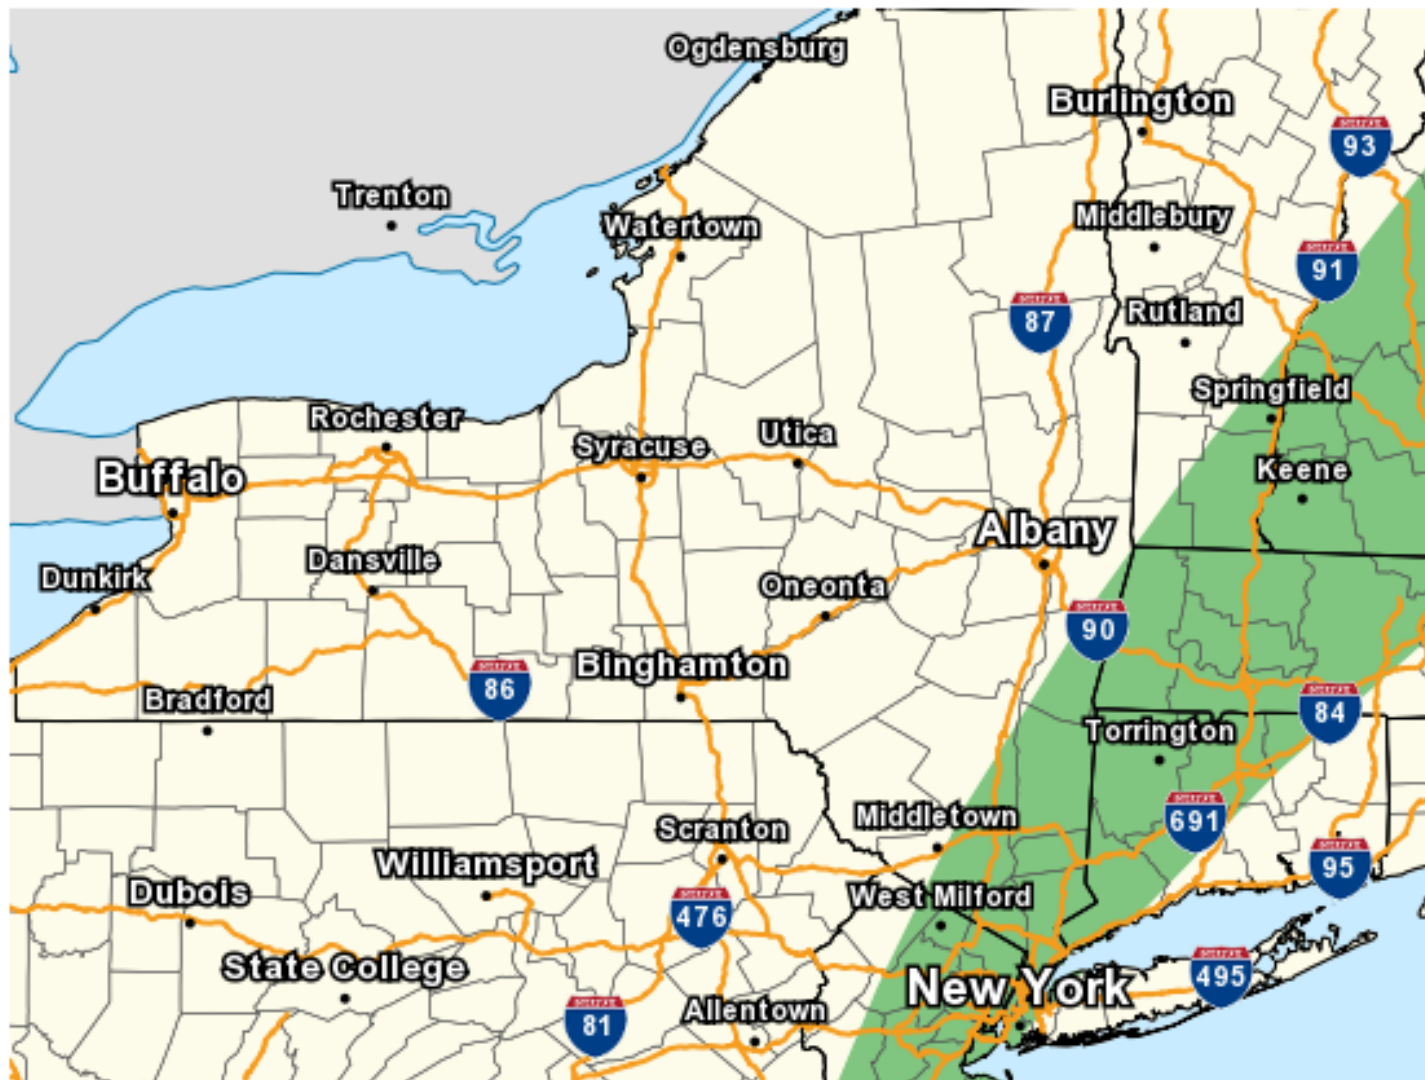 Ogdensburg
Burlington
93
Trenton
Watertown
Middlebury
91
87
Rutland
Springfield
Rochester
Syracuse
Utica
Keene
Buffalo
Albany
Dansville
Dunkirk
Oneonta
90
Binghamton
86
Bradford
84
Torrington
Middletown
691
Scranton
Williamsport
95
Dubois
West Milford
476
State College
New York
495
Allentown
81